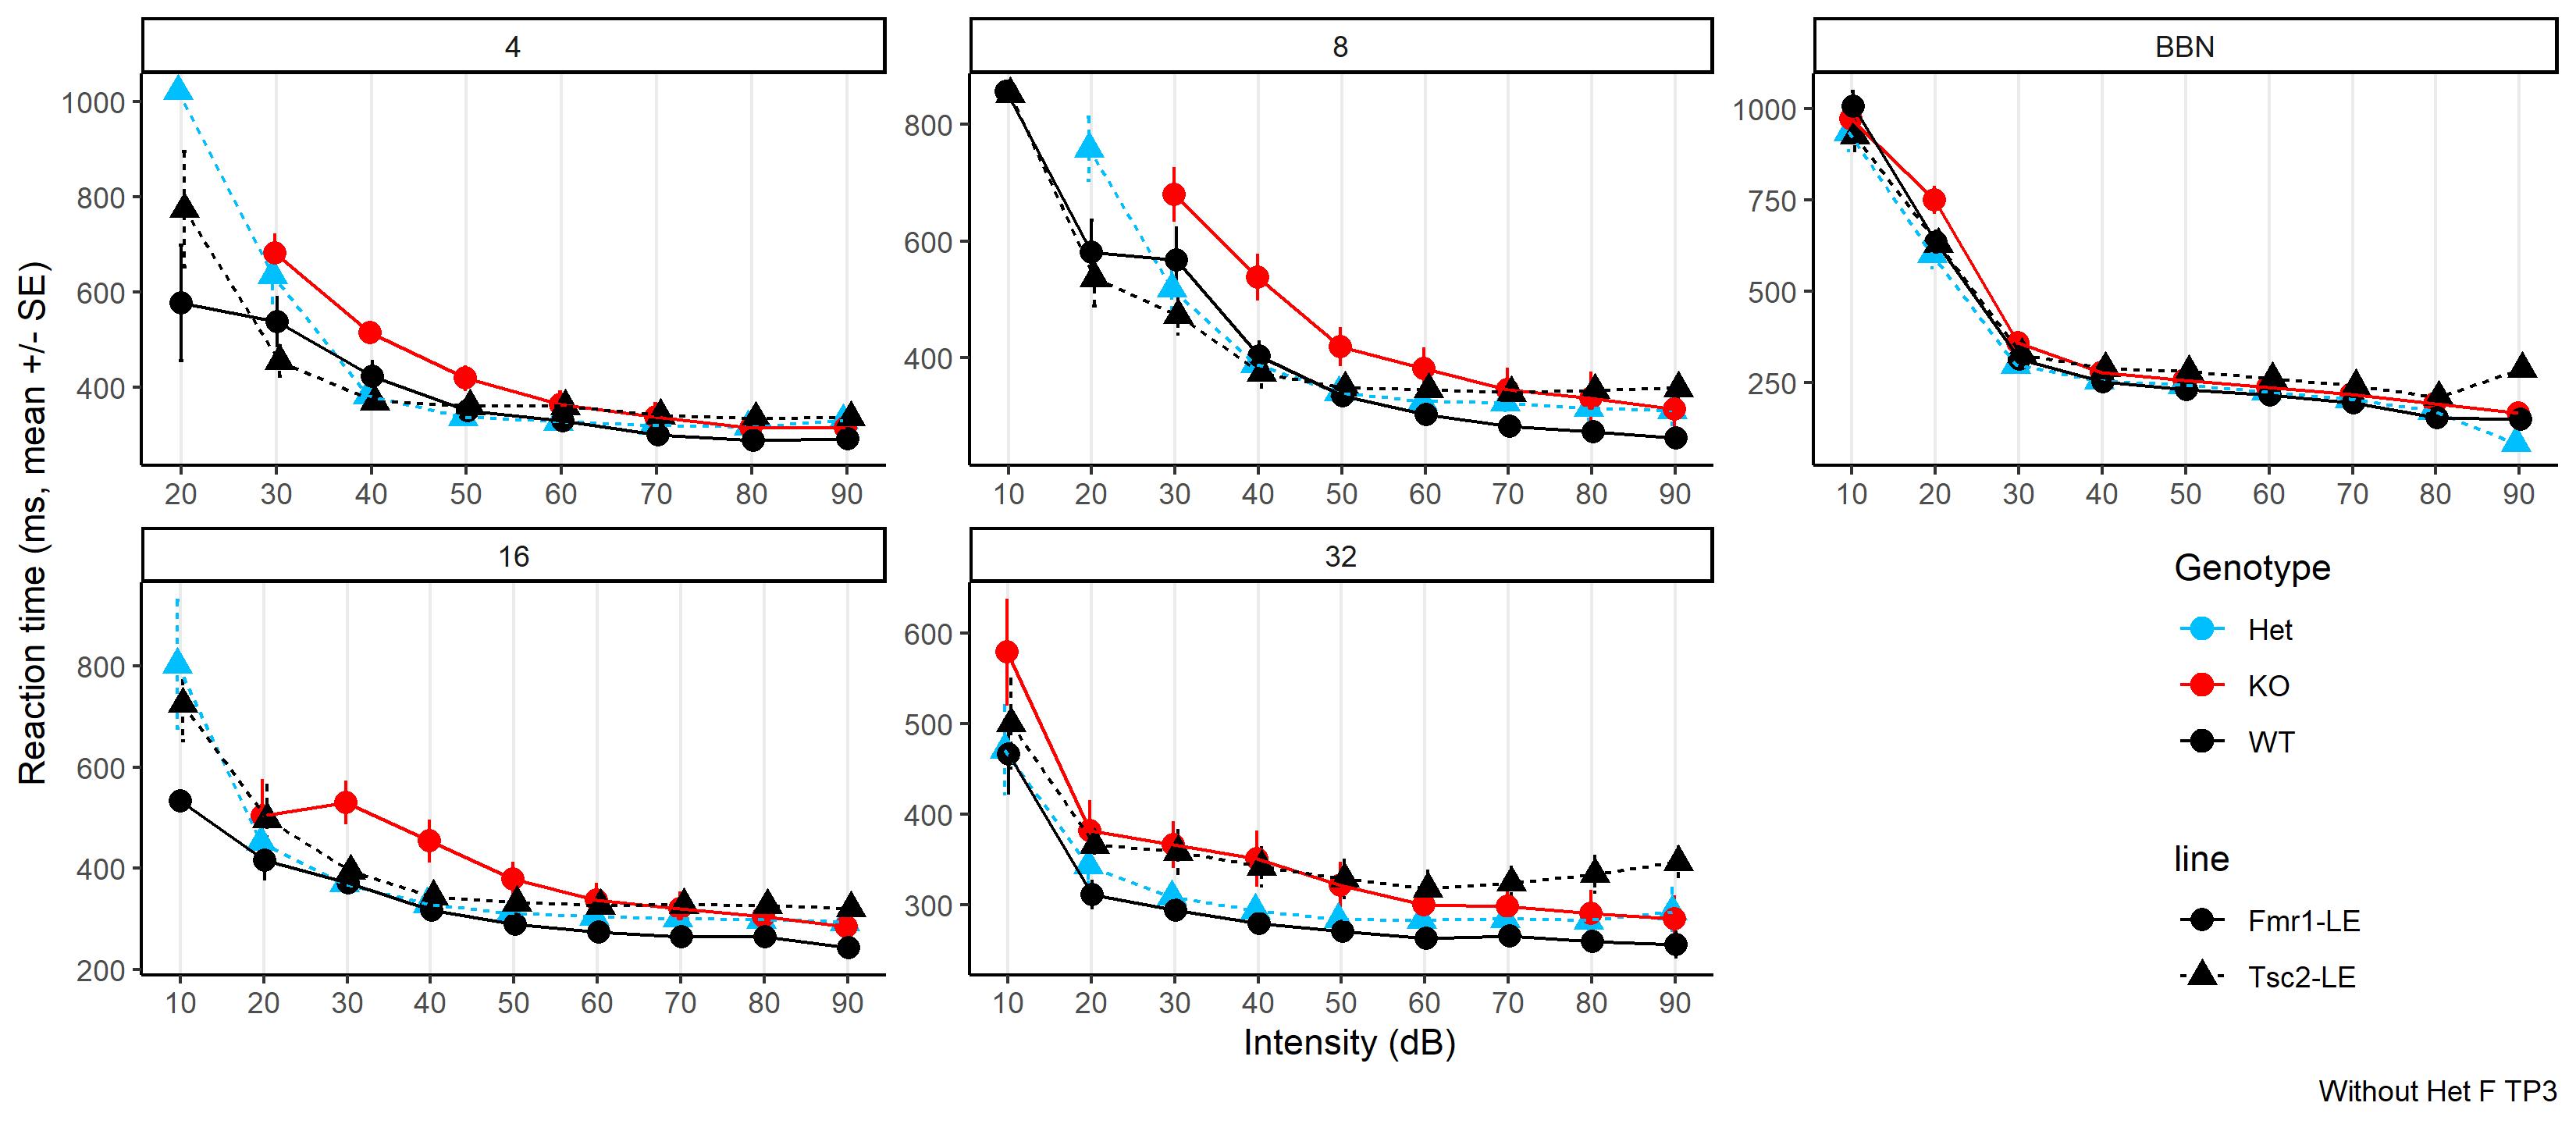 4
8
BBN
1000
800
600
400
20 30 40 50 60 70 80 90
800
600
400
10 20 30 40 50 60 70 80 90
1000
750
500
250
10 20 30 40 50 60 70 80 90
16
32
800
600
400
200
10 20 30 40 50 60 70 80 90
600
500
400
300
10 20 30 40 50 60 70 80 90
Reaction time (ms, mean +/- SE)
Intensity (dB)
Genotype
Het
KO
WT
line
Fmr1-LE
Tsc2-LE
Without Het F TP3